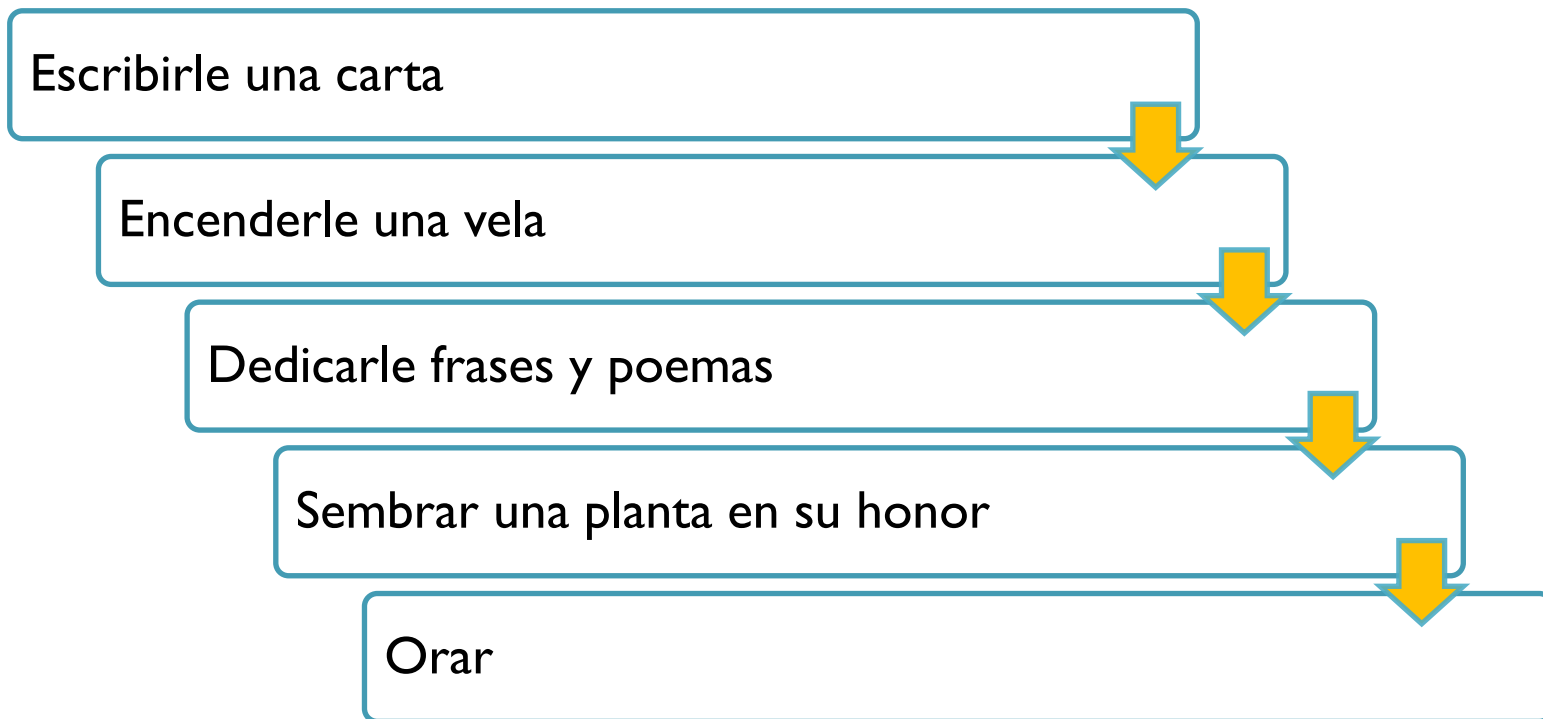 Escribirle una carta
Encenderle una vela
Dedicarle frases y poemas
Sembrar una planta en su honor
Orar